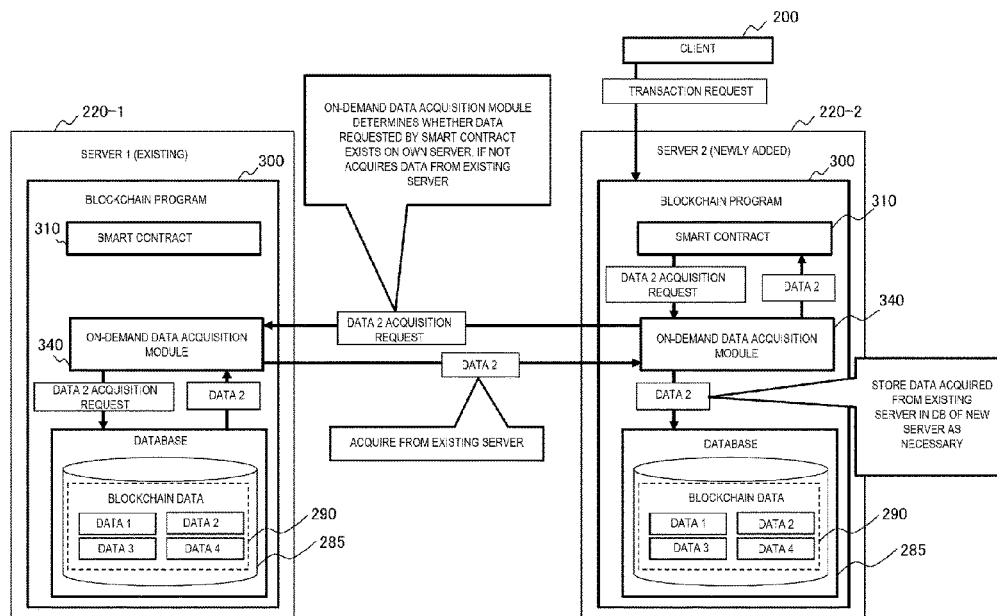 200
CLIENT
TRANSACTION REQUEST
ON-DEMAND DATA ACQUISITION MODULE
DETERMINES WHETHER DATA
REQUESTED BY SMART CONTRACT
EXISTS ON OWN SERVER, IF NOT
ACQUIRES DATA FROM EXISTING
SERVER
220-1
SERVER 1 (EXISTING)
300
BLOCKCHAIN PROGRAM
310
SMART CONTRACT
340
ON-DEMAND DATA ACQUISITION
MODULE
DATA 2 ACQUISITION
REQUEST
DATA 2
DATABASE
BLOCKCHAIN DATA
DATA 1
DATA 2
DATA 3
DATA 4
290
285
DATA 2 ACQUISITION
REQUEST
DATA 2
ACQUIRE FROM EXISTING SERVER
220-2
SERVER 2 (NEWLY ADDED)
300
BLOCKCHAIN PROGRAM
310
SMART CONTRACT
DATA 2 ACQUISITION
REQUEST
DATA 2
340
ON-DEMAND DATA ACQUISITION
MODULE
DATA 2
STORE DATA ACQUIRED
FROM EXISTING
SERVER IN DB OF NEW
SERVER AS
NECESSARY
DATABASE
BLOCKCHAIN DATA
DATA 1
DATA 2
DATA 3
DATA 4
290
285